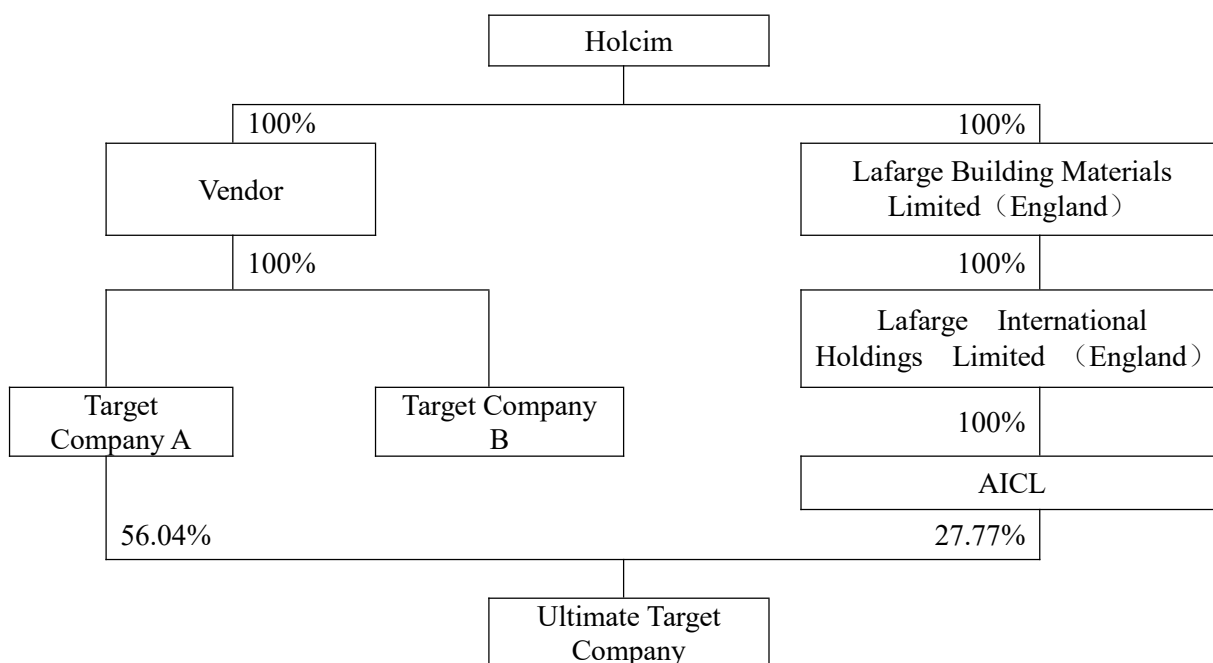 Holcim
100%
100%
Vendor
Lafarge Building Materials
Limited（England）
100%
100%
Lafarge International
Holdings Limited （England）
Target
Company A
Target Company
B
100%
AICL
56.04%
27.77%
Ultimate Target
Company